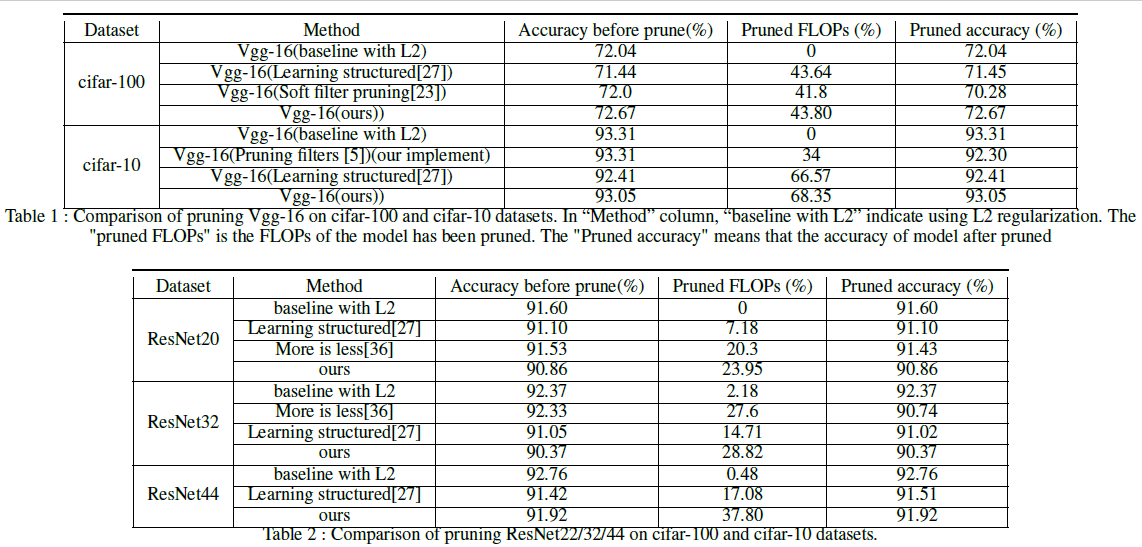 Dataset Method Accuracy before prune(%) Pruned FLOPs (%) Pruned accuracy (%)
cifar-100
Vgg-16(baseline with L2) 72.04 0 72.04
Vgg-16(Learning structured[27]) 71.44 43.64 71.45
Vgg-16(Soft filter pruning[23]) 72.0 41.8 70.28
Vgg-16(ours)) 72.67 43.80 72.67
cifar-10
Vgg-16(baseline with L2) 93.31 0 93.31
Vgg-16(Pruning filters [5])(our implement) 93.31 34 92.30
Vgg-16(Learning structured[27]) 92.41 66.57 92.41
Vgg-16(ours)) 93.05 68.35 93.05
Table 1 : Comparison of pruning Vgg-16 on cifar-100 and cifar-10 datasets. In “Method” column, “baseline with L2” indicate using L2 regularization. The
"pruned FLOPs" is the FLOPs of the model has been pruned. The "Pruned accuracy" means that the accuracy of model after pruned
Dataset Method Accuracy before prune(%) Pruned FLOPs (%) Pruned accuracy (%)
ResNet20
baseline with L2 91.60 0 91.60
Learning structured[27] 91.10 7.18 91.10
More is less[36] 91.53 20.3 91.43
ours 90.86 23.95 90.86
ResNet32
baseline with L2 92.37 2.18 92.37
More is less[36] 92.33 27.6 90.74
Learning structured[27] 91.05 14.71 91.02
ours 90.37 28.82 90.37
ResNet44
baseline with L2 92.76 0.48 92.76
Learning structured[27] 91.42 17.08 91.51
ours 91.92 37.80 91.92
Table 2 : Comparison of pruning ResNet22/32/44 on cifar-100 and cifar-10 datasets.